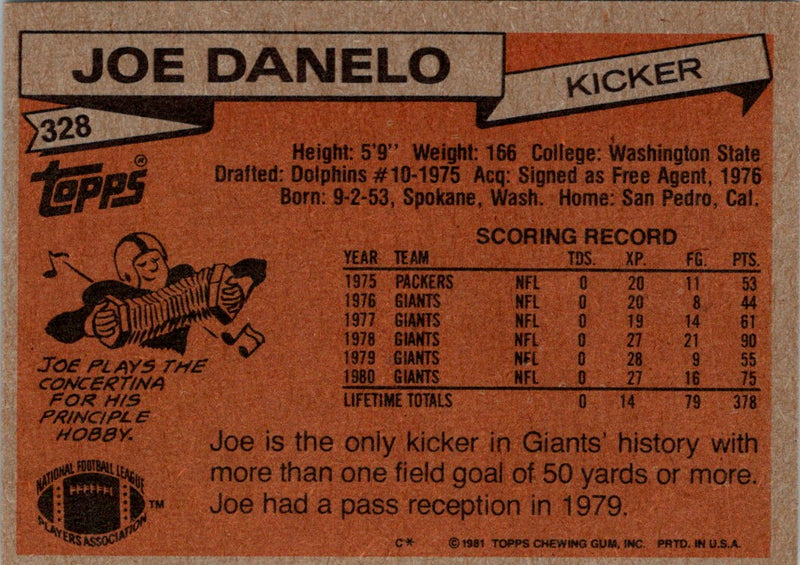 JOE DANELO
KICKER
328
Topps®
Height: 5'9" Weight: 166 College: Washington State
Drafted: Dolphins #10-1975 Acq: Signed as Free Agent, 1976
Born: 9-2-53, Spokane, Wash. Home: San Pedro, Cal.
SCORING RECORD
YEAR TEAM TDS. XP. FG. PTS.
1975 PACKERS NFL 0 20 11 53
1976 GIANTS NFL 0 20 8 44
1977 GIANTS NFL 0 19 14 61
1978 GIANTS NFL 0 27 21 90
1979 GIANTS NFL 0 28 9 55
1980 GIANTS NFL 0 27 16 75
LIFETIME TOTALS 0 14 79 378
JOE PLAYS THE
CONCERTINA
FOR HIS
PRINCIPLE
HOBBY.
Joe is the only kicker in Giants' history with
more than one field goal of 50 yards or more.
Joe had a pass reception in 1979.
NATIONAL FOOTBALL LEAGUE
PLAYERS ASSOCIATION
TM
C* © 1981 TOPPS CHEWING GUM, INC. PRTD. IN U.S.A.